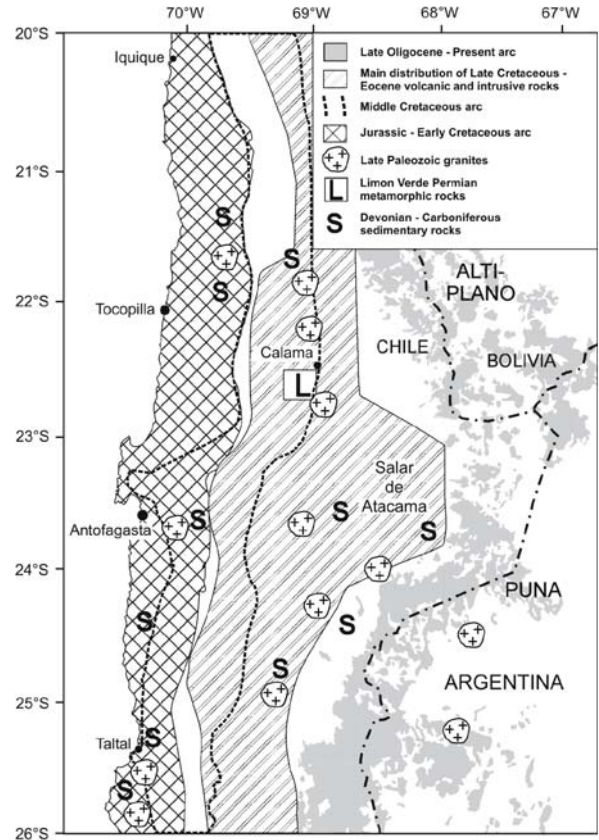 70°W
69°W
68°W
67°W
20°S
21°S
22°S
23°S
24°S
25°S
26°S
Late Oligocene - Present arc
Main distribution of Late Cretaceous -
Eocene volcanic and intrusive rocks
Middle Cretaceous arc
Jurassic - Early Cretaceous arc
Late Paleozoic granites
L
Limon Verde Permian
metamorphic rocks
S
Devonian - Carboniferous
sedimentary rocks
Iquique
S
S
S
ALTI-
PLANO
Tocopilla
CHILE
BOLIVIA
Calama
L
Salar
de
Atacama
S
S
S
Antofagasta
PUNA
S
S
S
ARGENTINA
S
Taltal
S